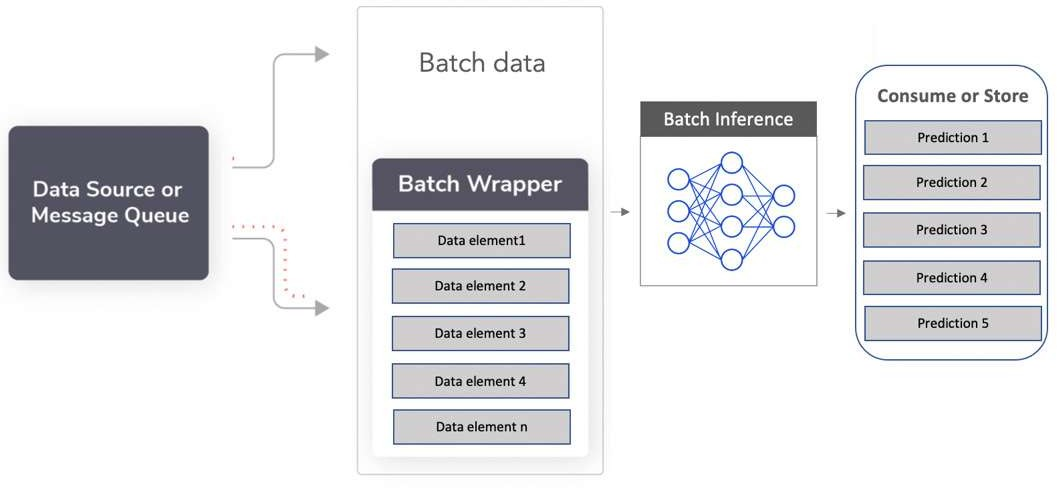 Data Source or
Message Queue
Batch data
Batch Wrapper
Data element1
Data element 2
Data element 3
Data element 4
Data element n
Batch Inference
Consume or Store
Prediction 1
Prediction 2
Prediction 3
Prediction 4
Prediction 5